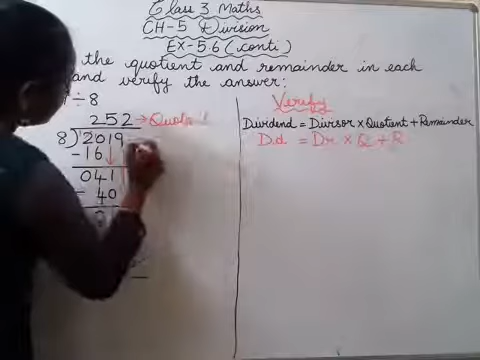 Class 3 Maths
CH-5 Division
EX-5.6 (conti)
the quotient and remainder in each
and verify the answer:
÷ 8
252 →
8) 2019
- 16
041
- 40
Verify
Dividend = Divisor × Quotient + Remainder
D.d = Dr × Q + R